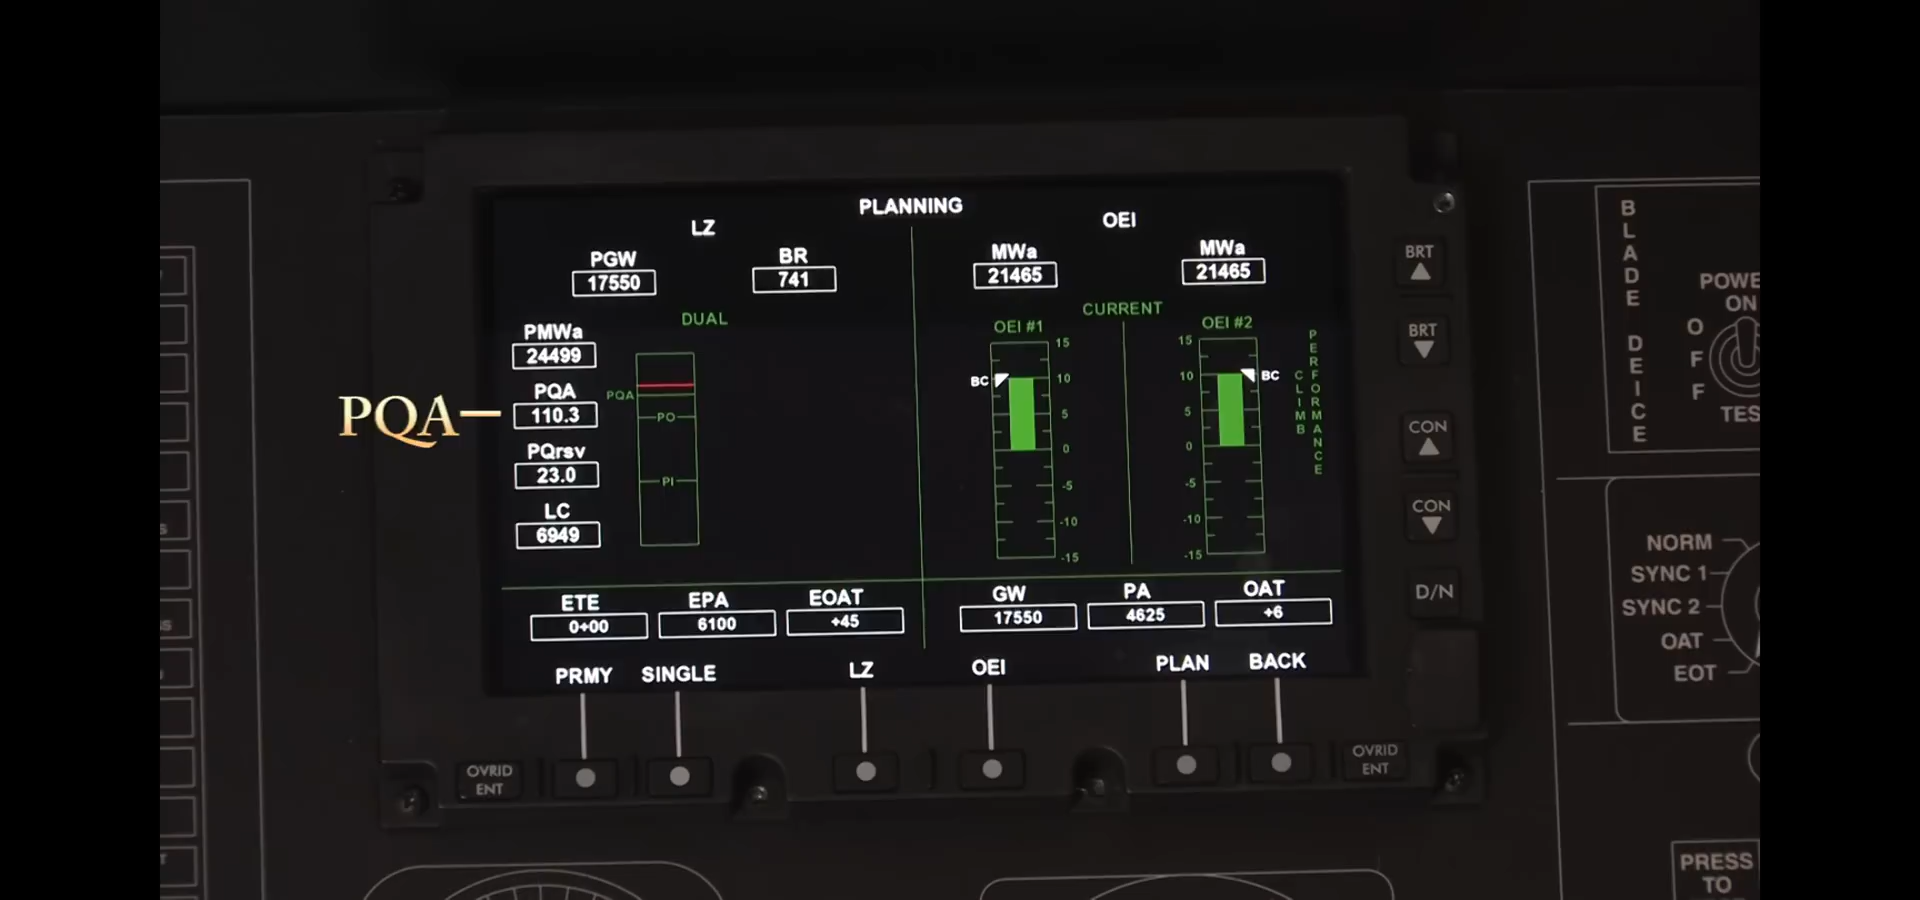 PLANNING
LZ
OEI
PGW
17550
BR
741
MWa
21465
MWa
21465
DUAL
CURRENT
PMWa
24499
PQA
110.3
PQrsv
23.0
LC
6949
PQA
PQA
PO
PI
OEI #1
15
10
5
0
-5
-10
-15
BC
OEI #2
15
10
5
0
-5
-10
-15
BC
CLIMB
PERFORMANCE
ETE
0+00
EPA
6100
EOAT
+45
GW
17550
PA
4625
OAT
+6
PRMY
SINGLE
LZ
OEI
PLAN
BACK
OVRID
ENT
OVRID
ENT
BRT
BRT
CON
CON
D/N
BLADE DEICE
POWE
ON
OFF
TES
NORM
SYNC 1
SYNC 2
OAT
EOT
PRESS
TO